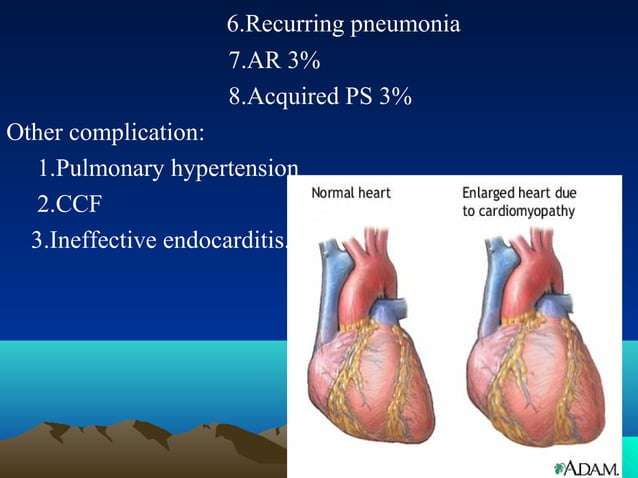 6.Recurring pneumonia
7.AR 3%
8.Acquired PS 3%
Other complication:
1.Pulmonary hypertension
2.CCF
3.Ineffective endocarditis.
Normal heart
Enlarged heart due
to cardiomyopathy
ADAM.